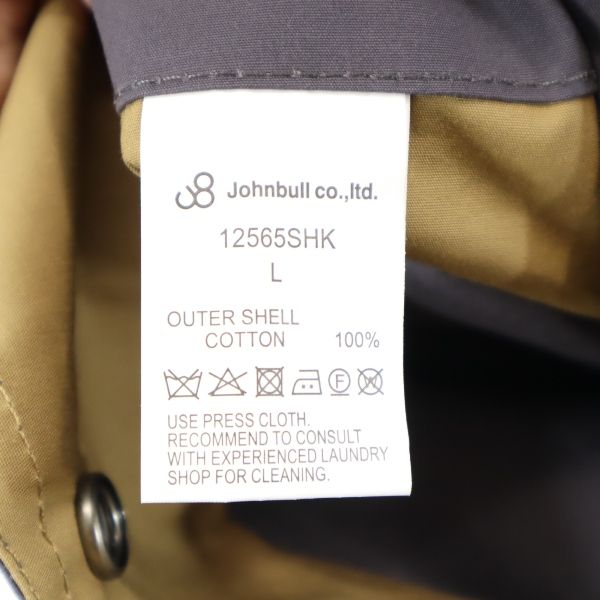 Johnbull co.,ltd.
12565SHK
L
OUTER SHELL
COTTON 100%
F W
USE PRESS CLOTH.
RECOMMEND TO CONSULT
WITH EXPERIENCED LAUNDRY
SHOP FOR CLEANING.